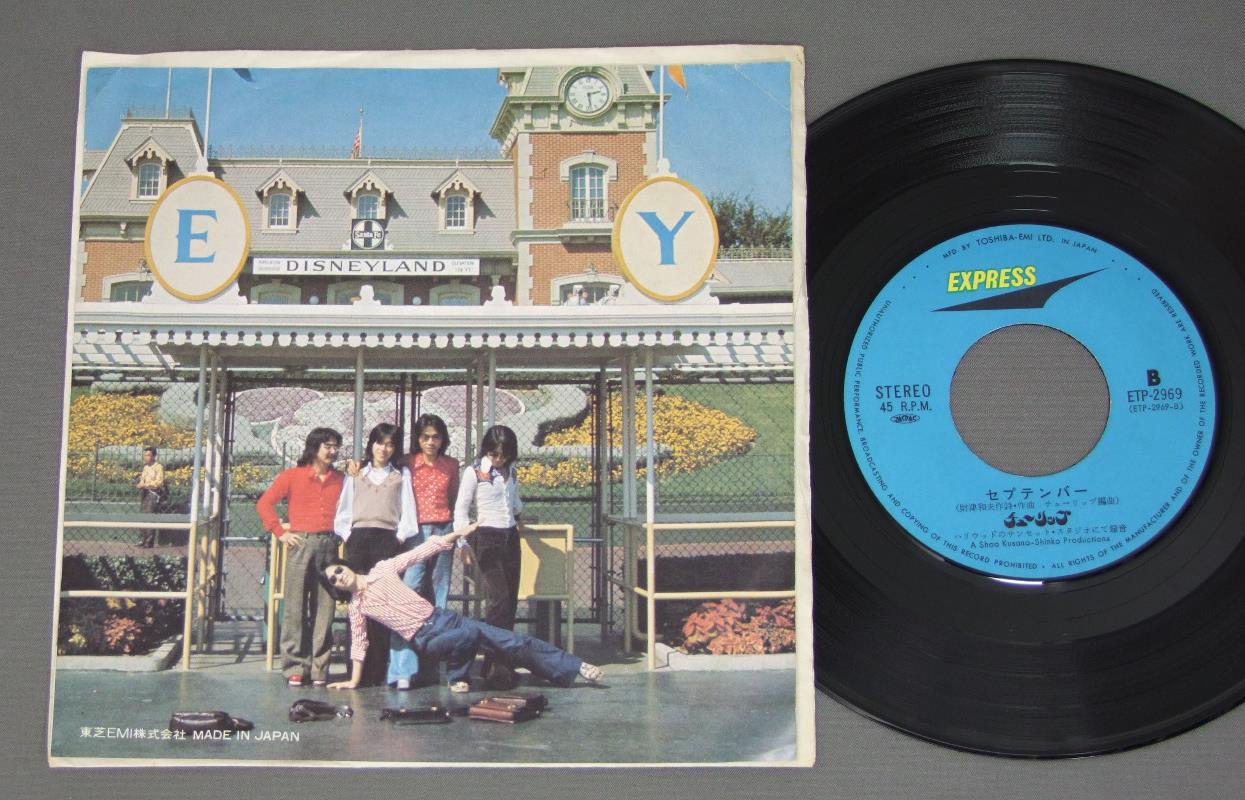 E
Y
Santa Fe
DISNEYLAND
ELEVATION
東芝EMI株式会社 MADE IN JAPAN
MFD. BY TOSHIBA-EMI LTD. IN JAPAN
EXPRESS
STEREO
45 R.P.M.
JASRAC
B
ETP-2969
(ETP-2969-B)
セプテンバー
(財津和夫作詩・作曲 チューリップ編曲)
チューリップ
ハリウッドのサンセット・スタジオにて録音
A Shoo Kusano-Shinko Productions
UNAUTHORIZED PUBLIC PERFORMANCE, BROADCASTING AND COPYING OF THIS RECORD PROHIBITED • ALL RIGHTS OF THE MANUFACTURER AND OF THE OWNER OF THE RECORDED WORK ARE RESERVED